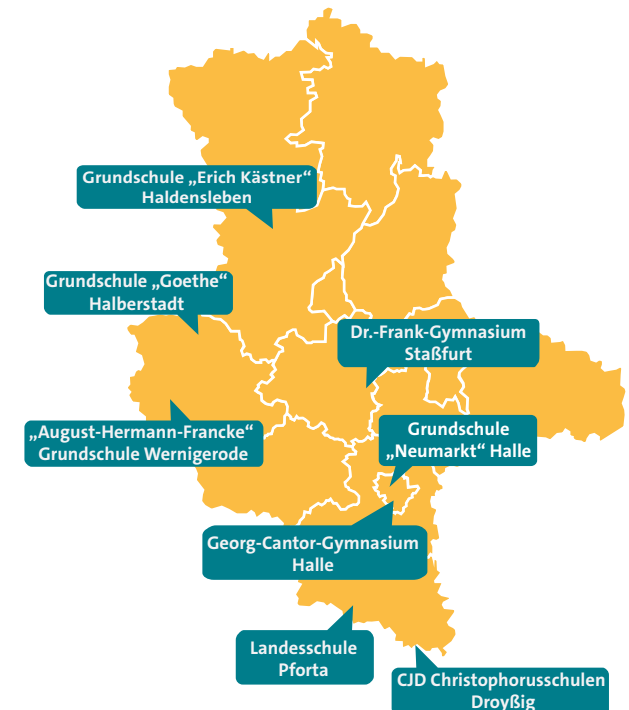 Grundschule „Erich Kästner“
Haldensleben
Grundschule „Goethe“
Halberstadt
Dr.-Frank-Gymnasium
Staßfurt
„August-Hermann-Francke“
Grundschule Wernigerode
Grundschule
„Neumarkt“ Halle
Georg-Cantor-Gymnasium
Halle
Landesschule
Pforta
CJD Christophorusschulen
Droyßig